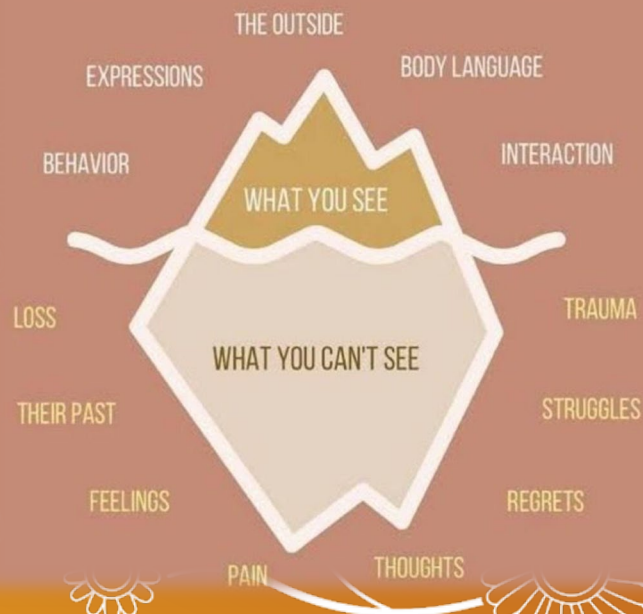 THE OUTSIDE
EXPRESSIONS
BODY LANGUAGE
BEHAVIOR
INTERACTION
WHAT YOU SEE
LOSS
TRAUMA
WHAT YOU CAN'T SEE
THEIR PAST
STRUGGLES
FEELINGS
REGRETS
PAIN
THOUGHTS